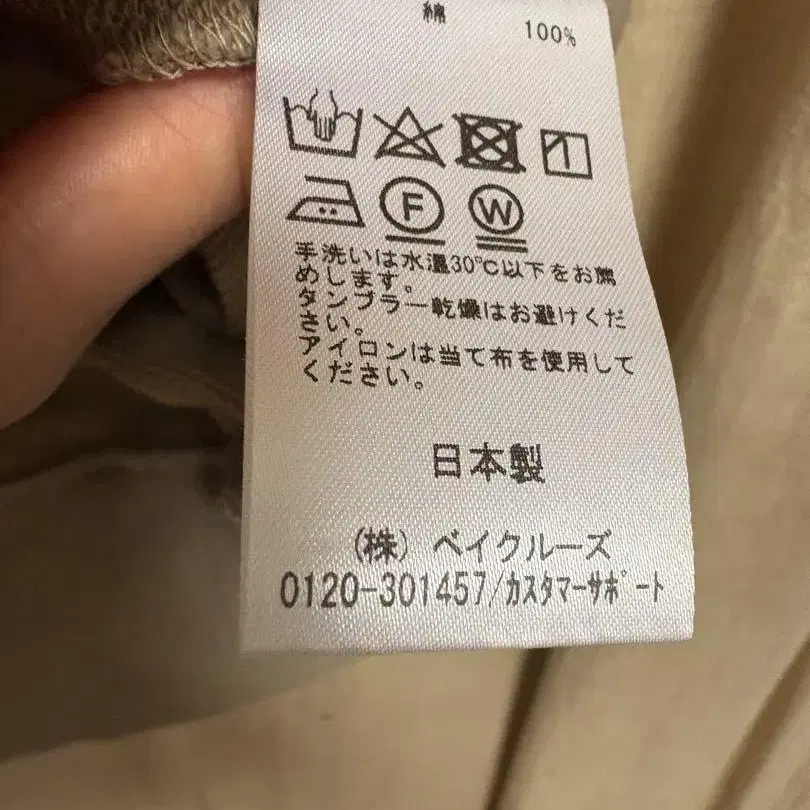 綿 100%
F W
手洗いは水温30℃以下をお薦
めします。
タンブラー乾燥はお避けくだ
さい。
アイロンは当て布を使用して
ください。
日本製
(株) ベイクルーズ
0120-301457/カスタマーサポート